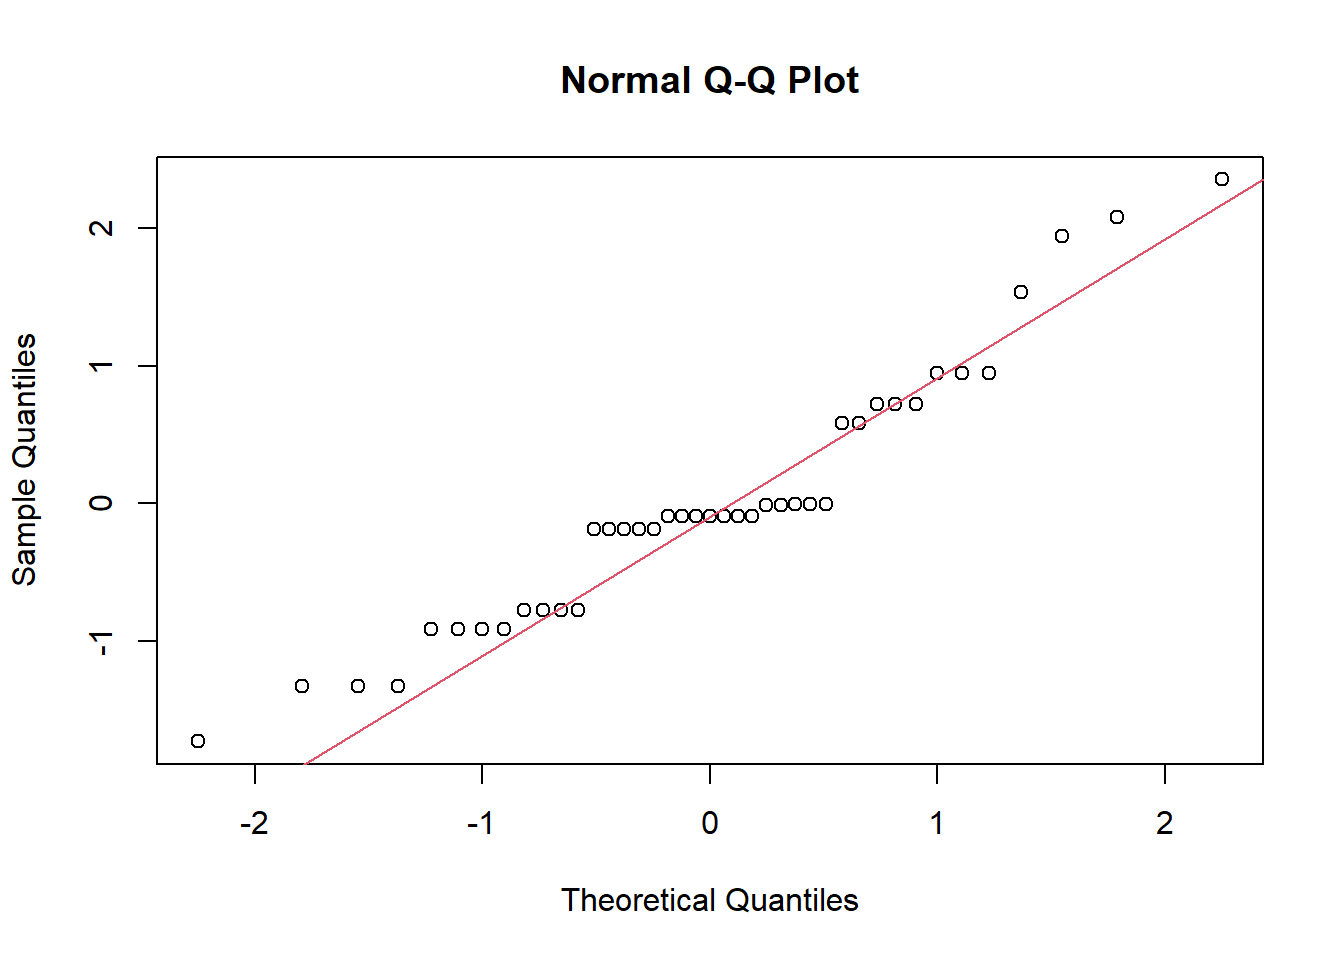 Normal Q-Q Plot
Sample Quantiles
2
1
0
-1
-2 -1 0 1 2
Theoretical Quantiles